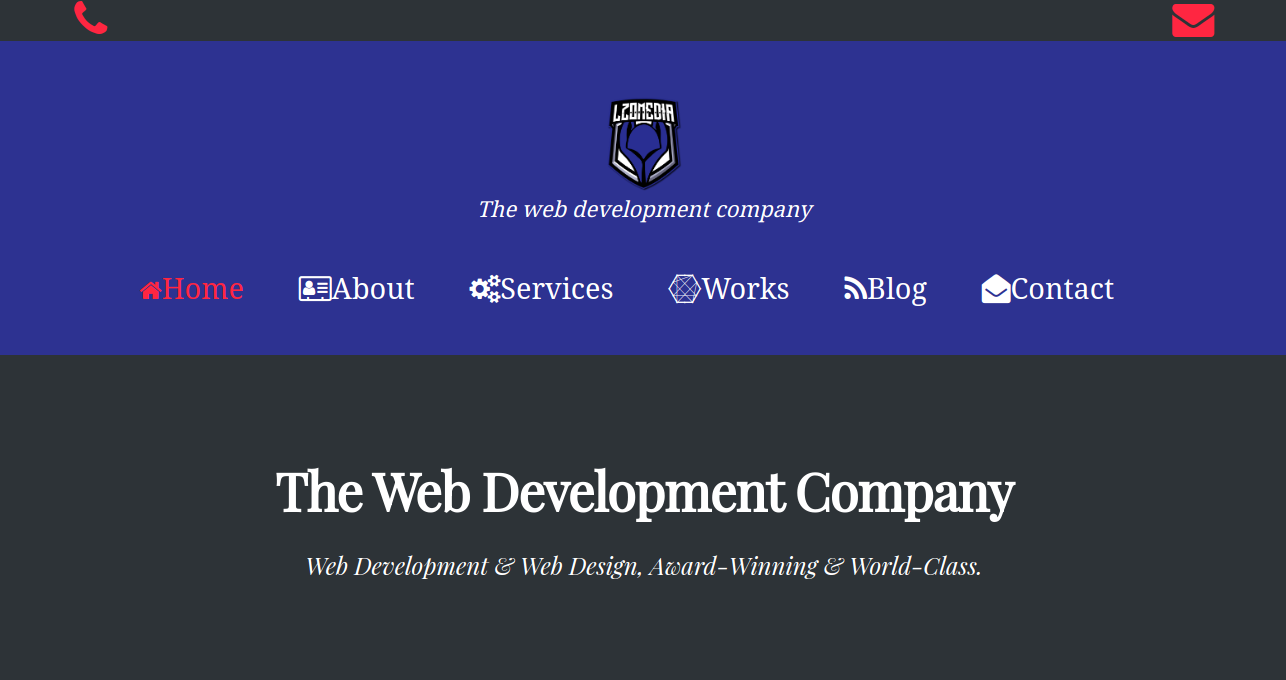 LZOMEDIA
The web development company
Home About Services Works Blog Contact
The Web Development Company
Web Development & Web Design, Award-Winning & World-Class.